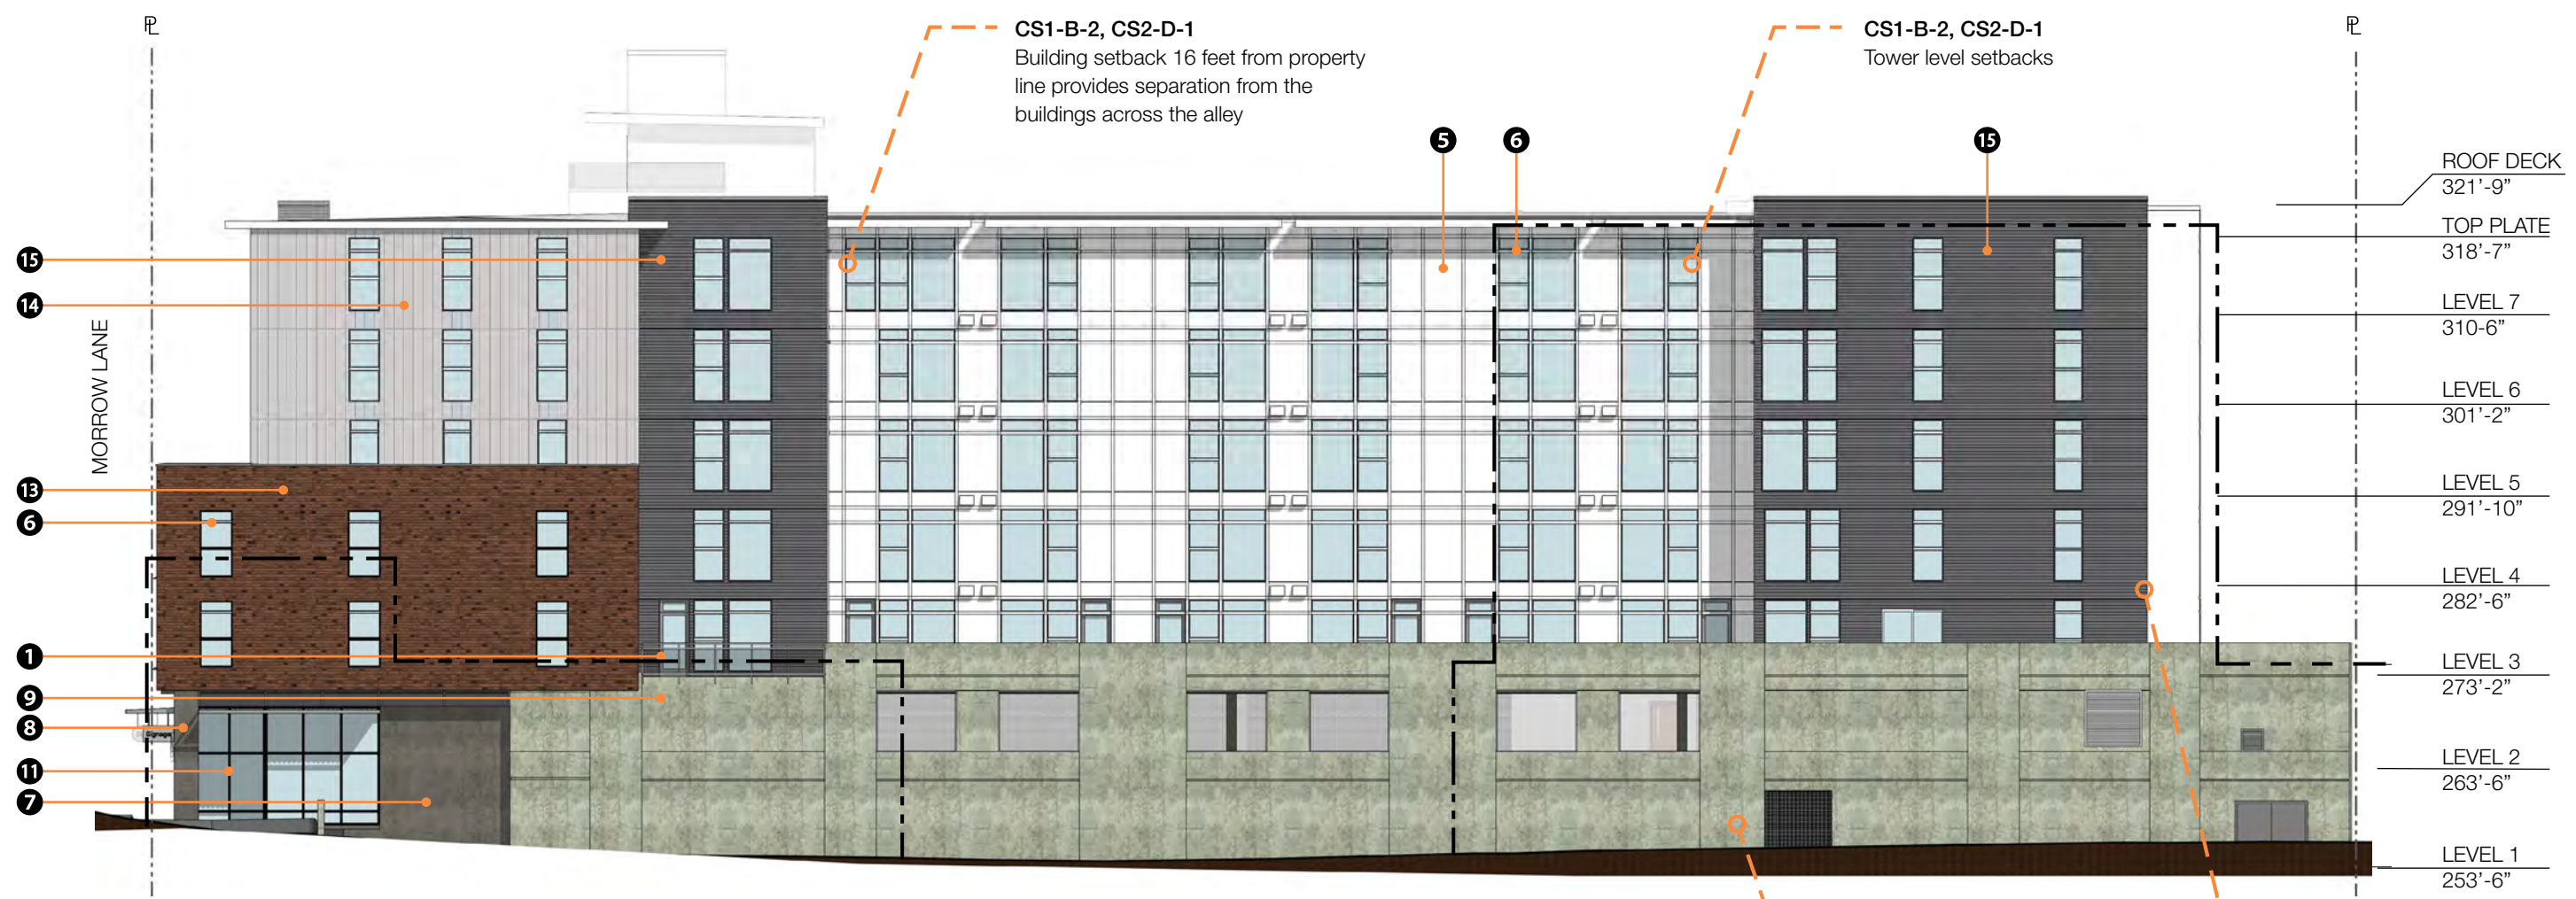 PL
PL
CS1-B-2, CS2-D-1
Building setback 16 feet from property
line provides separation from the
buildings across the alley
CS1-B-2, CS2-D-1
Tower level setbacks
5
6
15
ROOF DECK
321’-9”
TOP PLATE
318’-7”
LEVEL 7
310-6”
LEVEL 6
301’-2”
LEVEL 5
291’-10”
LEVEL 4
282’-6”
LEVEL 3
273’-2”
LEVEL 2
263’-6”
LEVEL 1
253’-6”
15
14
MORROW LANE
13
6
1
9
8
Signage
11
7